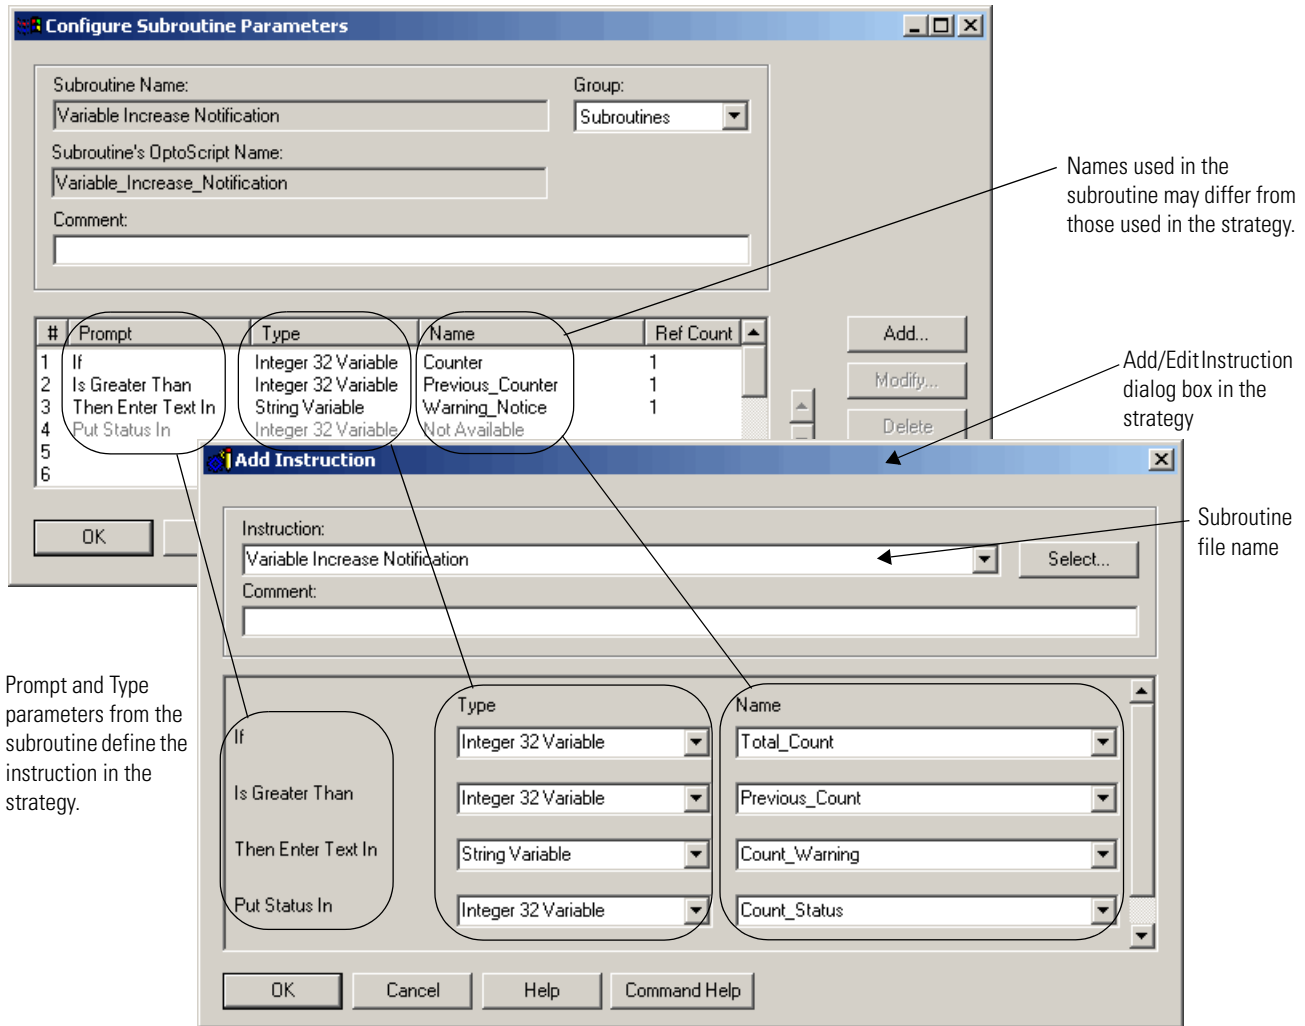 Configure Subroutine Parameters
Subroutine Name:
Group:
Variable Increase Notification
Subroutines
Subroutine's OptoScript Name:
Variable_Increase_Notification
Comment:
Names used in the
subroutine may differ from
those used in the strategy.
# Prompt Type Name Ref Count
1 If Integer 32 Variable Counter 1
2 Is Greater Than Integer 32 Variable Previous_Counter 1
3 Then Enter Text In String Variable Warning_Notice 1
4 Put Status In Integer 32 Variable Not Available
5
6
Add...
Modify...
Delete
OK
Add/Edit Instruction
dialog box in the
strategy
Add Instruction
Instruction:
Variable Increase Notification
Select...
Comment:
Subroutine
file name
Prompt and Type
parameters from the
subroutine define the
instruction in the
strategy.
Type Name
If Integer 32 Variable Total_Count
Is Greater Than Integer 32 Variable Previous_Count
Then Enter Text In String Variable Count_Warning
Put Status In Integer 32 Variable Count_Status
OK Cancel Help Command Help